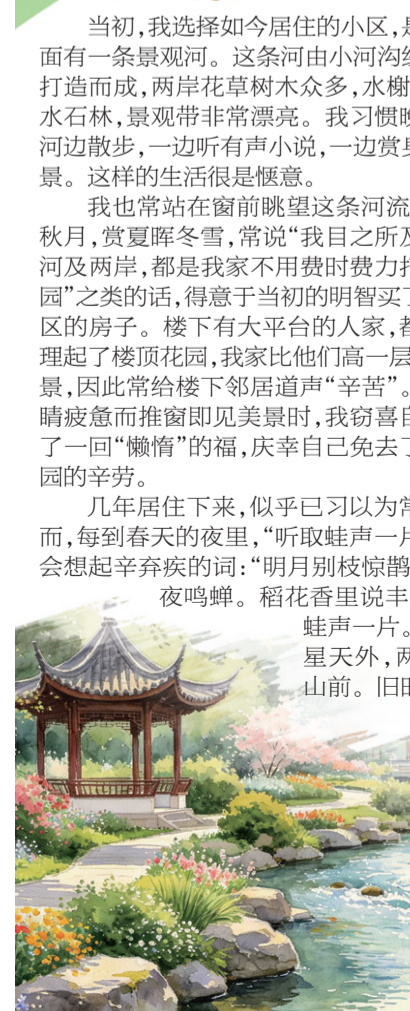 当初,我选择如今居住的小区,是
面有一条景观河。这条河由小河沟经
打造而成,两岸花草树木众多,水榭
水石林,景观带非常漂亮。我习惯晚
河边散步,一边听有声小说,一边赏
景。这样的生活很是惬意。
我也常站在窗前眺望这条河流
秋月,赏夏晖冬雪,常说“我目之所及
河及两岸,都是我家不用费时费力打
园”之类的话,得意于当初的明智买了
区的房子。楼下有大平台的人家,都
理起了楼顶花园,我家比他们高一层
景,因此常给楼下邻居道声“辛苦”。
睛疲惫而推窗即见美景时,我窃喜自
了一回“懒惰”的福,庆幸自己免去了
园的辛劳。
几年居住下来,似乎已习以为常
而,每到春天的夜里,“听取蛙声一片
会想起辛弃疾的词:“明月别枝惊鹊
夜鸣蝉。稻花香里说丰
蛙声一片。
星天外,两
山前。旧时